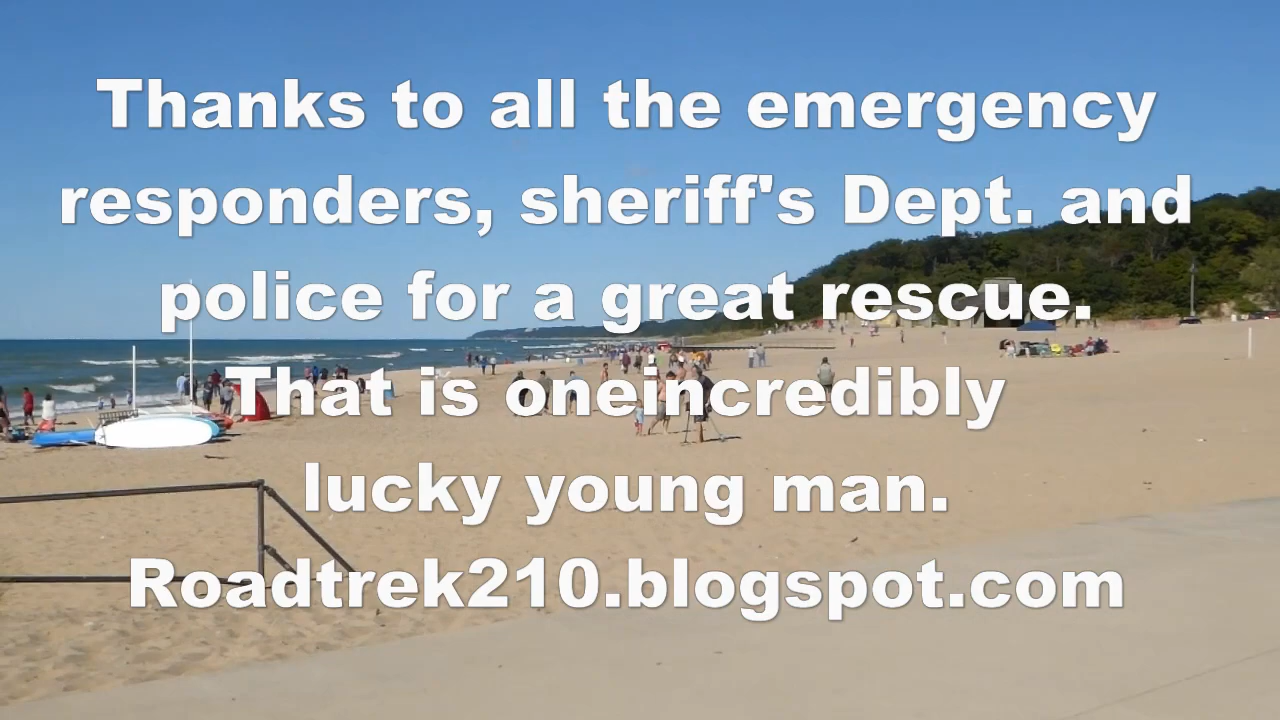 Thanks to all the emergency
responders, sheriff's Dept. and
police for a great rescue.
That is oneincredibly
lucky young man.
Roadtrek210.blogspot.com